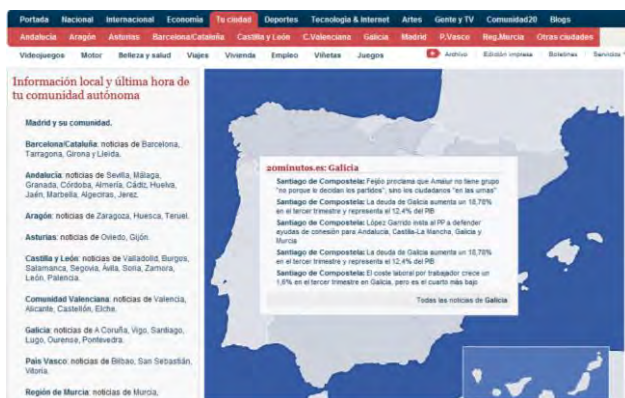 Portada Nacional Internacional Economía Tu ciudad Deportes Tecnología & Internet Artes Gente y TV Comunidad20 Blogs
Andalucía Aragón Asturias Barcelona/Cataluña Castilla y León C.Valenciana Galicia Madrid P.Vasco Reg.Murcia Otras ciudades
Videojuegos Motor Belleza y salud Viajes Vivienda Empleo Viñetas Juegos Archivo Edición impresa Boletines Servicios
Información local y última hora de
tu comunidad autónoma
Madrid y su comunidad.
Barcelona/Cataluña: noticias de Barcelona,
Tarragona, Girona y Lleida.
Andalucía: noticias de Sevilla, Málaga,
Granada, Córdoba, Almería, Cádiz, Huelva,
Jaén, Marbella, Algeciras, Jerez.
Aragón: noticias de Zaragoza, Huesca, Teruel.
Asturias: noticias de Oviedo, Gijón.
Castilla y León: noticias de Valladolid, Burgos,
Salamanca, Segovia, Ávila, Soria, Zamora,
León, Palencia.
Comunidad Valenciana: noticias de Valencia,
Alicante, Castellón, Elche.
Galicia: noticias de A Coruña, Vigo, Santiago,
Lugo, Ourense, Pontevedra.
País Vasco: noticias de Bilbao, San Sebastián,
Vitoria.
Región de Murcia: noticias de Murcia,
20minutos.es: Galicia
Santiago de Compostela: Feijóo proclama que Amaiur no tiene grupo
"no porque lo decidan los partidos", sino los ciudadanos "en las urnas"
Santiago de Compostela: La deuda de Galicia aumenta un 18,78%
en el tercer trimestre y representa el 12,4% del PIB
Santiago de Compostela: López Garrido insta al PP a defender
ayudas de cohesión para Andalucía, Castilla-La Mancha, Galicia y
Murcia
Santiago de Compostela: La deuda de Galicia aumenta un 18,78%
en el tercer trimestre y representa el 12,4% del PIB
Santiago de Compostela: El coste laboral por trabajador crece un
1,6% en el tercer trimestre en Galicia, pero es el cuarto más bajo
Todas las noticias de Galicia